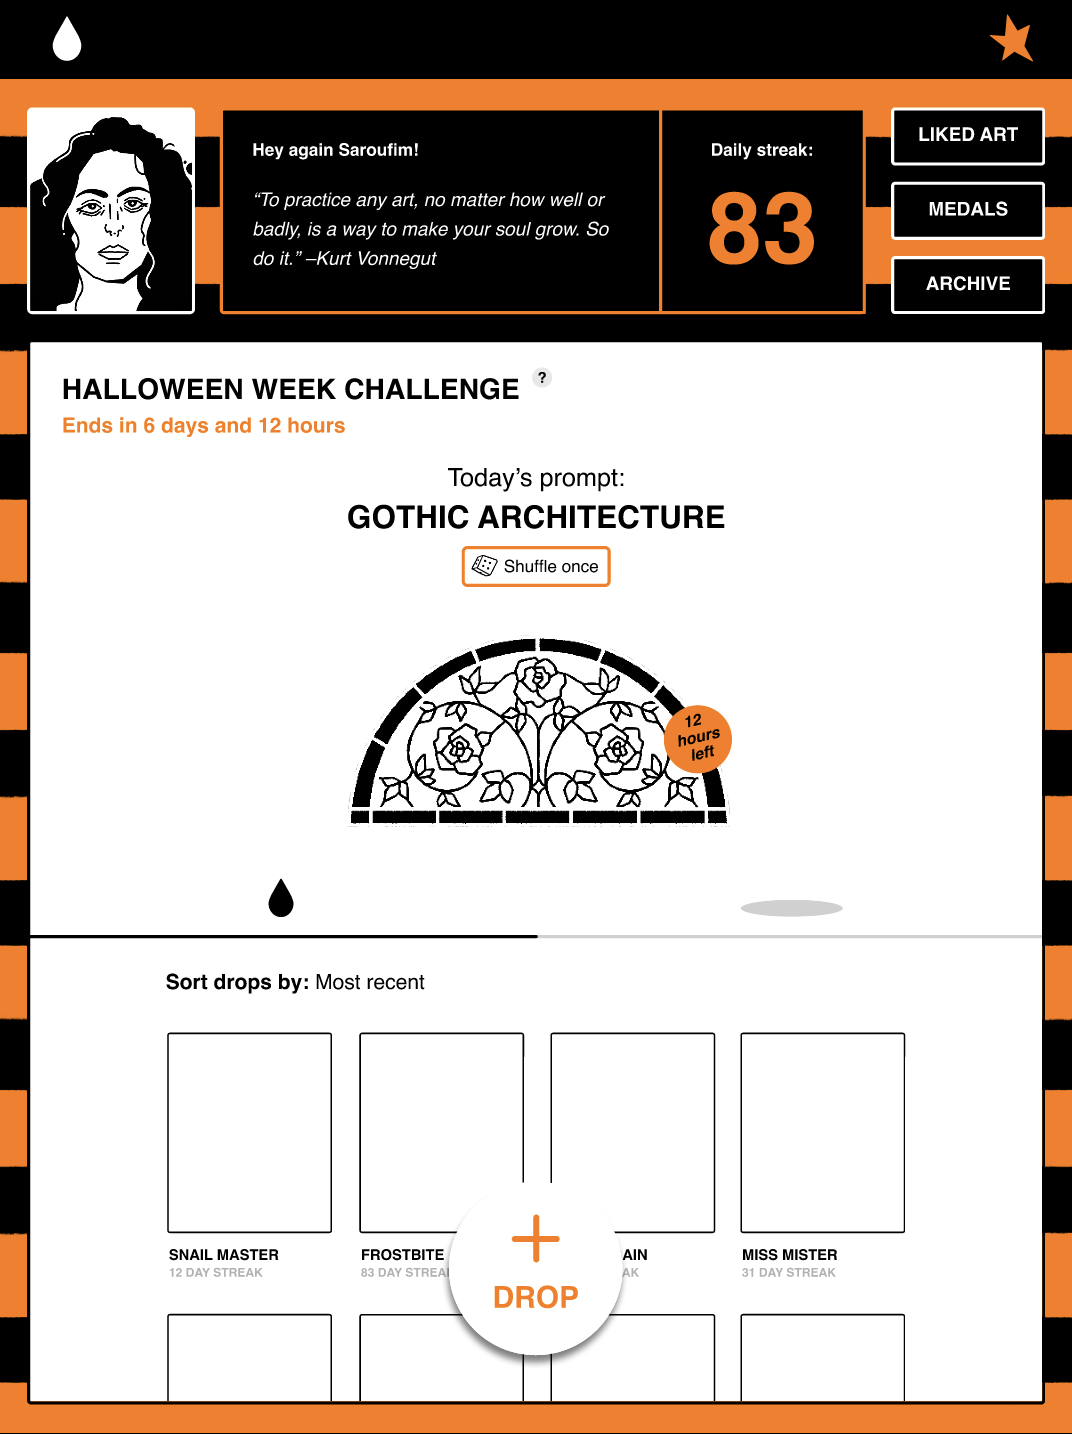 Hey again Saroufim!
“To practice any art, no matter how well or
badly, is a way to make your soul grow. So
do it.” –Kurt Vonnegut
Daily streak:
83
LIKED ART
MEDALS
ARCHIVE
HALLOWEEN WEEK CHALLENGE ?
Ends in 6 days and 12 hours
Today’s prompt:
GOTHIC ARCHITECTURE
Shuffle once
12
hours
left
Sort drops by: Most recent
SNAIL MASTER
12 DAY STREAK
FROSTBITE
83 DAY STREA
AIN
AK
MISS MISTER
31 DAY STREAK
DROP